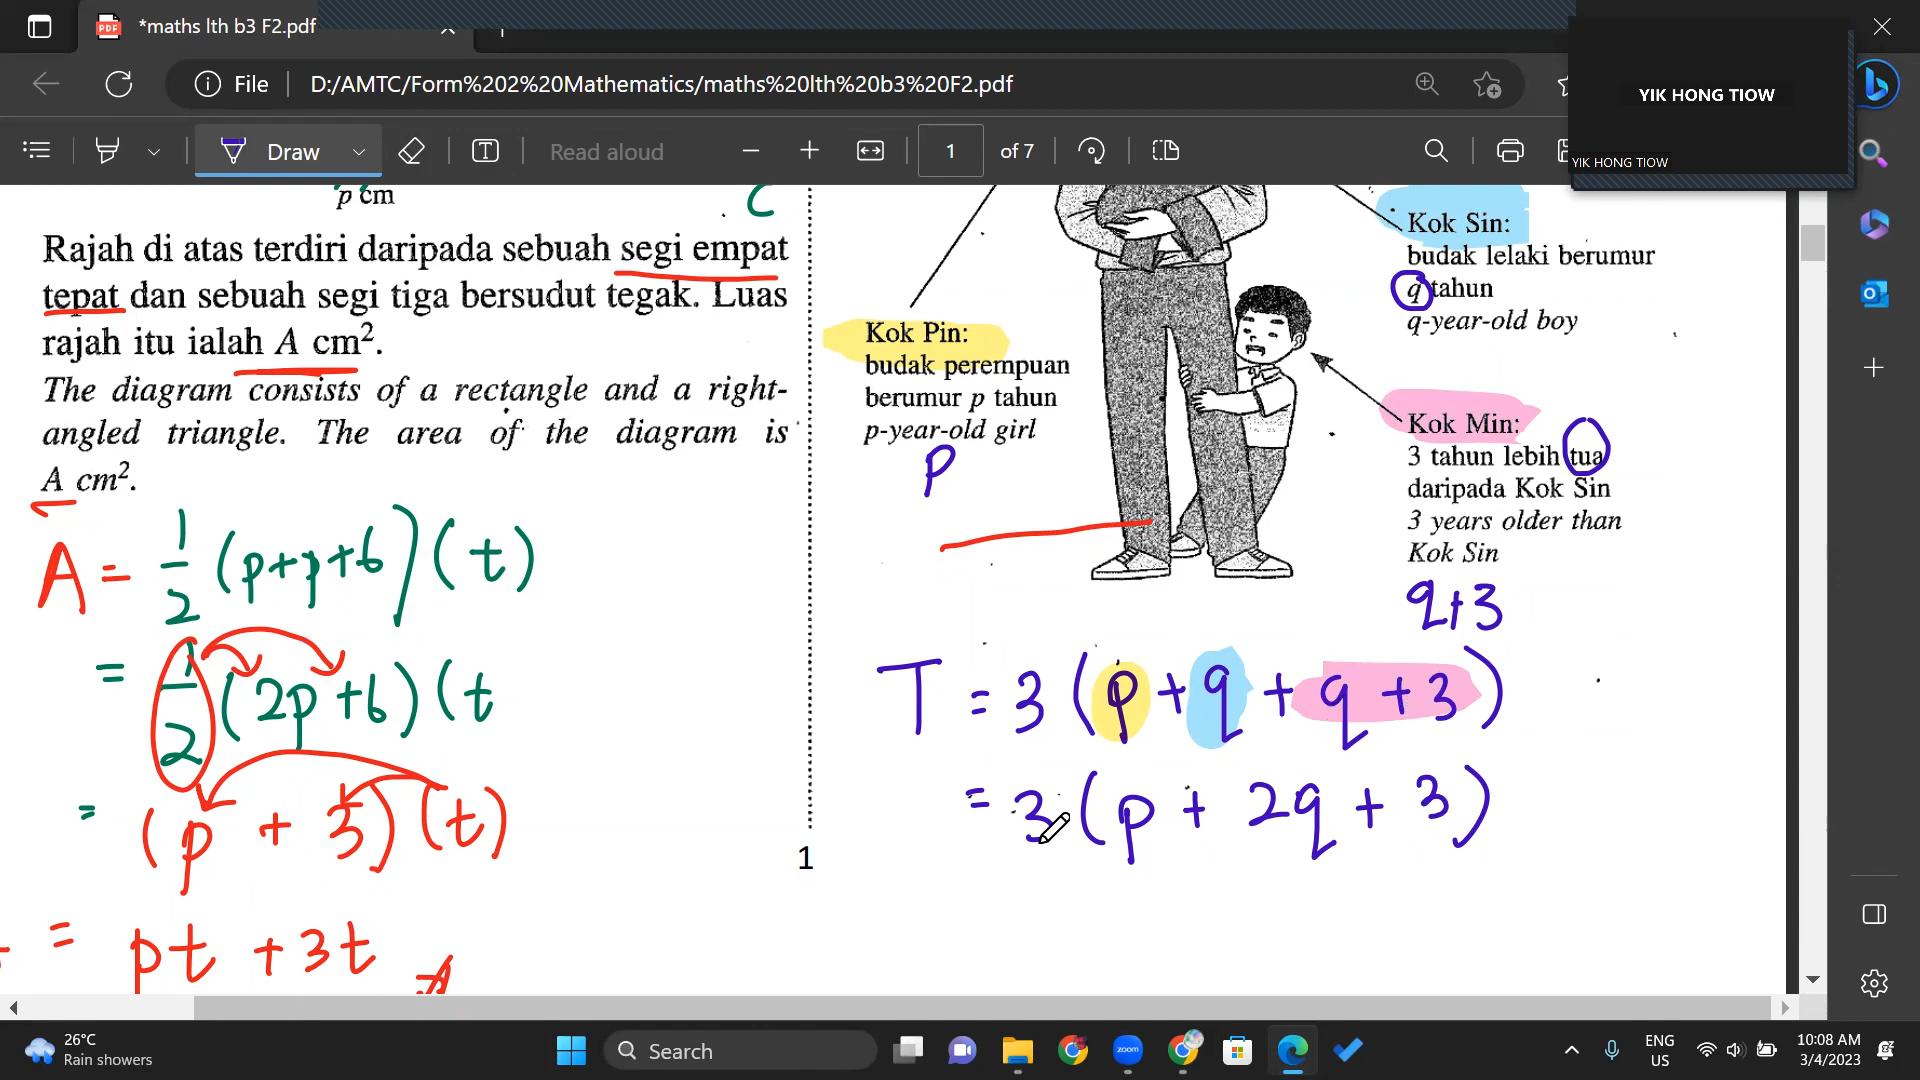 *maths lth b3 F2.pdf
File
D:/AMTC/Form%202%20Mathematics/maths%20lth%20b3%20F2.pdf
YIK HONG TIOW
YIK HONG TIOW
Draw
Read aloud
1
of 7
p cm
Rajah di atas terdiri daripada sebuah segi empat
tepat dan sebuah segi tiga bersudut tegak. Luas
rajah itu ialah A cm².
The diagram consists of a rectangle and a right-
angled triangle. The area of the diagram is
A cm².
A = 1/2 (p+p+6)(t)
= 1/2 (2p+6)(t
= (p + 3)(t)
= pt + 3t
Kok Pin:
budak perempuan
berumur p tahun
p-year-old girl
p
Kok Sin:
budak lelaki berumur
q tahun
q-year-old boy
Kok Min:
3 tahun lebih tua
daripada Kok Sin
3 years older than
Kok Sin
q+3
T = 3 (p + q + q + 3)
= 3 (p + 2q + 3)
1
26°C
Rain showers
Search
zoom
ENG
US
10:08 AM
3/4/2023